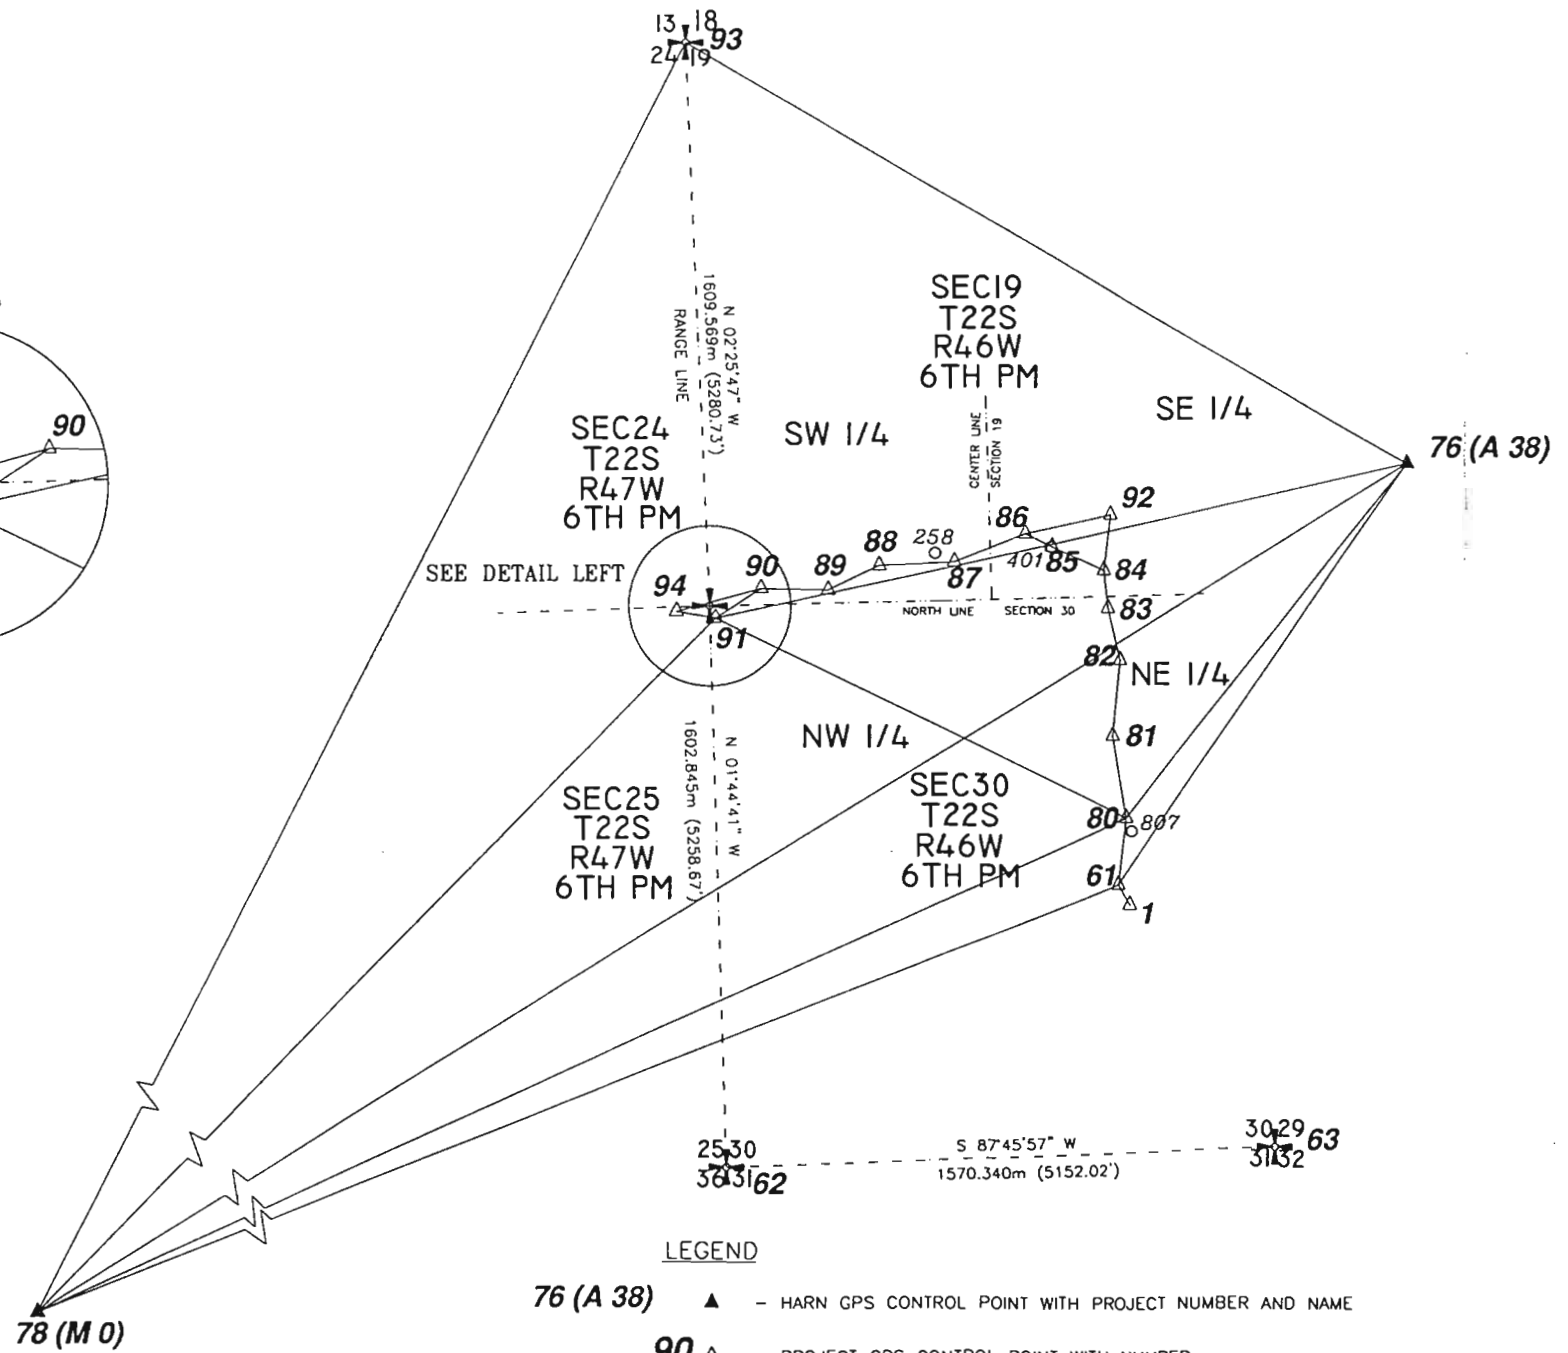 13 18
93
24 19
N 02°25'47" W
1609.569m (5280.73')
RANGE LINE
SEC19
T22S
R46W
6TH PM
CENTER LINE
SECTION 19
SE 1/4
SW 1/4
76 (A 38)
SEC24
T22S
R47W
6TH PM
90
92
86
258
88
401
85
87
84
89
90
94
SEE DETAIL LEFT
NORTH LINE SECTION 30
83
91
82
NE 1/4
NW 1/4
81
N 01°44'41" W
1602.845m (5258.67')
SEC25
T22S
R47W
6TH PM
SEC30
T22S
R46W
6TH PM
80
807
61
1
25 30
36 31
62
S 87°45'57" W
1570.340m (5152.02')
30 29
31 32
63
LEGEND
76 (A 38) - HARN GPS CONTROL POINT WITH PROJECT NUMBER AND NAME
78 (M 0)
90 - PROJECT GPS CONTROL POINT WITH NUMBER